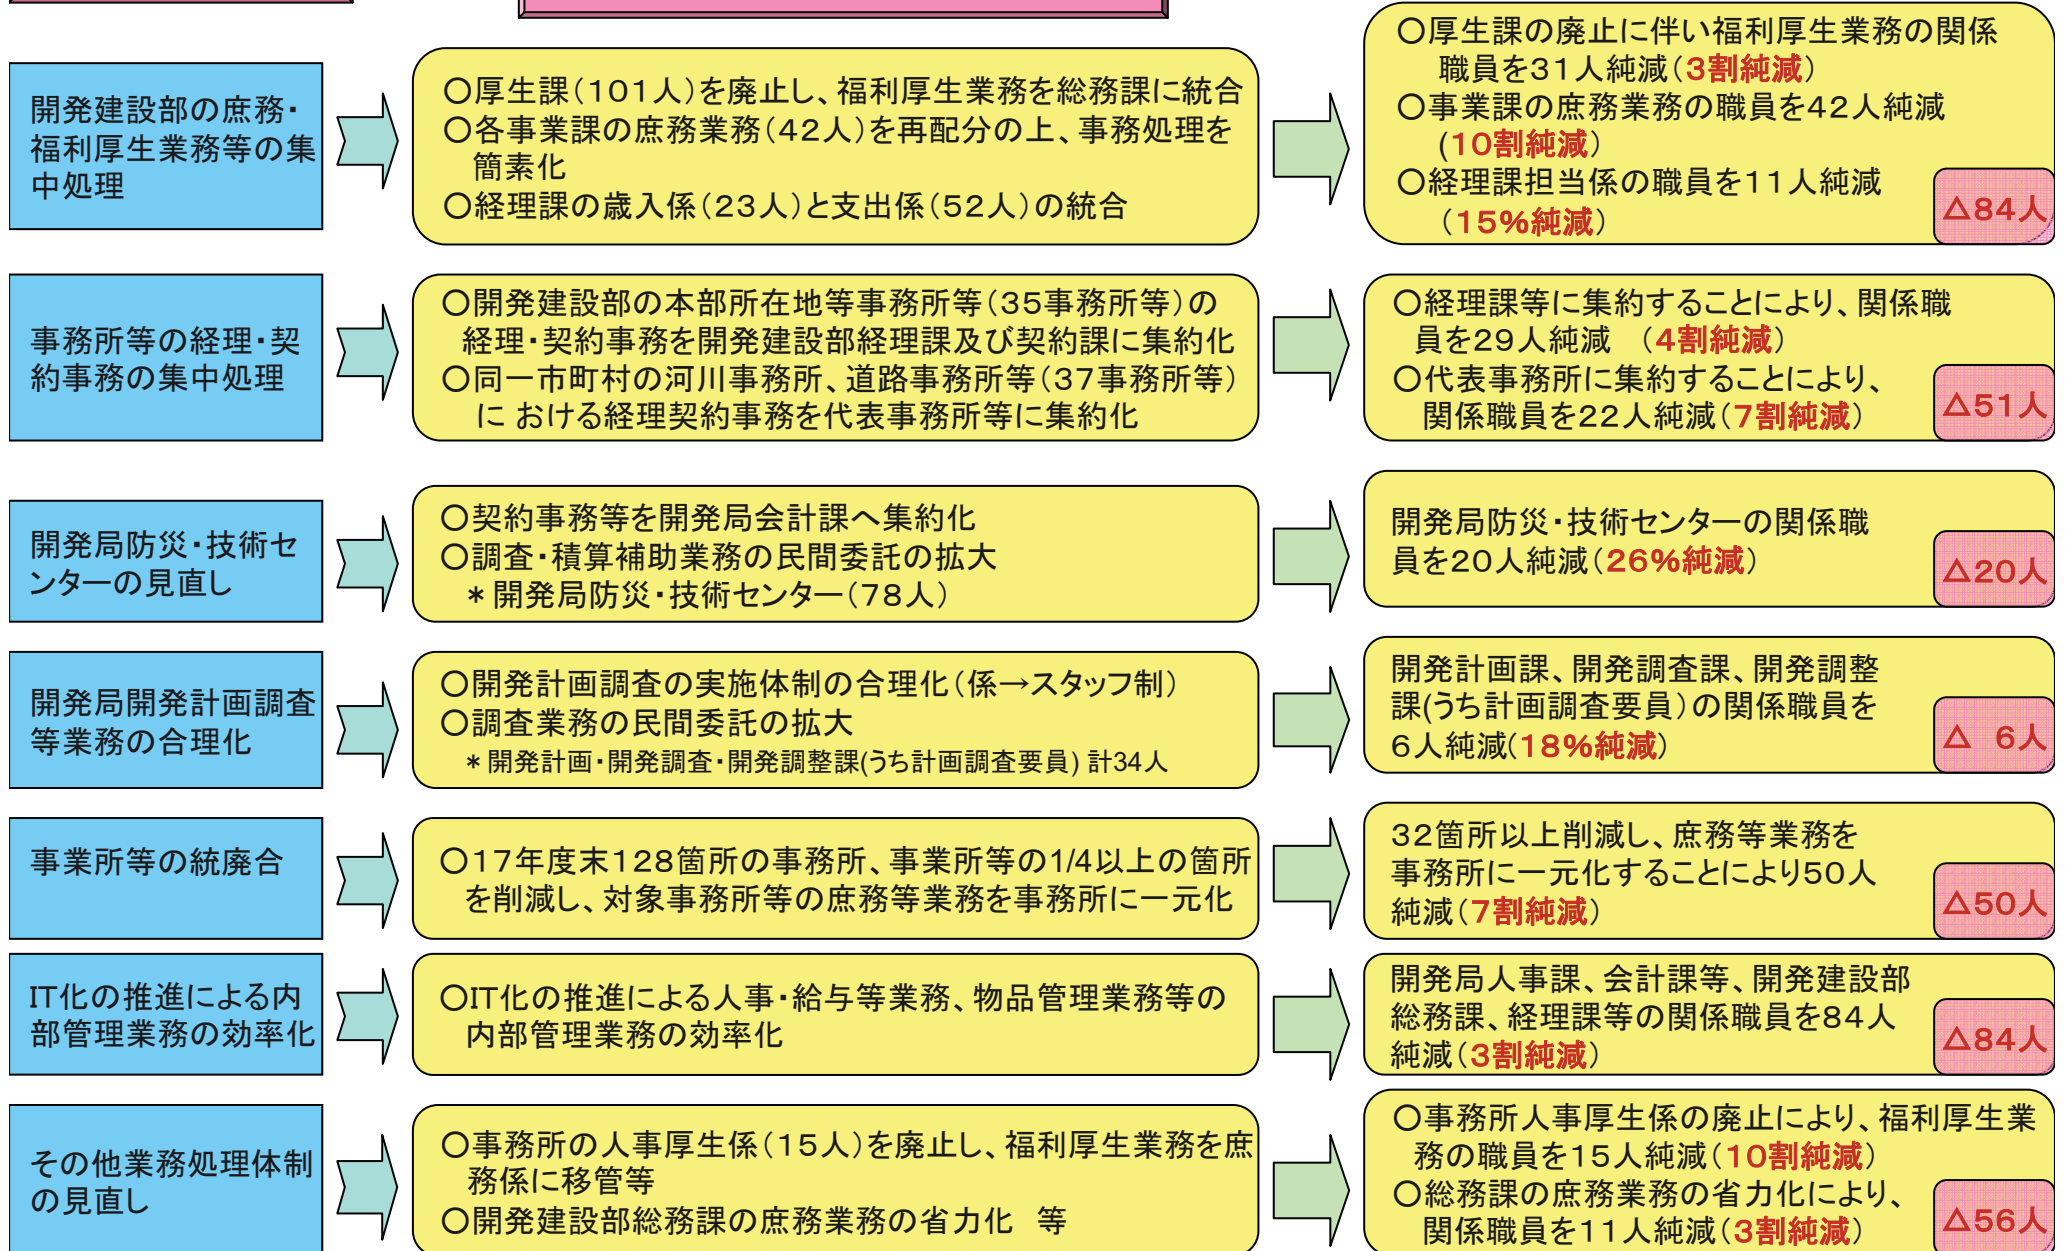 開発建設部の庶務・
福利厚生業務等の集
中処理
○厚生課（101人）を廃止し、福利厚生業務を総務課に統合
○各事業課の庶務業務（42人）を再配分の上、事務処理を
簡素化
○経理課の歳入係（23人）と支出係（52人）の統合
○厚生課の廃止に伴い福利厚生業務の関係
職員を31人純減（3割純減）
○事業課の庶務業務の職員を42人純減
(10割純減）
○経理課担当係の職員を11人純減
（15%純減）
△84人
事務所等の経理・契
約事務の集中処理
○開発建設部の本部所在地等事務所等（35事務所等）の
経理・契約事務を開発建設部経理課及び契約課に集約化
○同一市町村の河川事務所、道路事務所等（37事務所等）
に おける経理契約事務を代表事務所等に集約化
○経理課等に集約することにより、関係職
員を29人純減　（4割純減）
○代表事務所に集約することにより、
関係職員を22人純減（7割純減）
△51人
開発局防災・技術セ
ンターの見直し
○契約事務等を開発局会計課へ集約化
○調査・積算補助業務の民間委託の拡大
＊開発局防災・技術センター（78人）
開発局防災・技術センターの関係職
員を20人純減（26%純減）
△20人
開発局開発計画調査
等業務の合理化
○開発計画調査の実施体制の合理化（係→スタッフ制）
○調査業務の民間委託の拡大
＊開発計画・開発調査・開発調整課(うち計画調査要員) 計34人
開発計画課、開発調査課、開発調整
課(うち計画調査要員）の関係職員を
6人純減(18%純減）
△　6人
事業所等の統廃合
○17年度末128箇所の事務所、事業所等の1/4以上の箇所
を削減し、対象事務所等の庶務等業務を事務所に一元化
32箇所以上削減し、庶務等業務を
事務所に一元化することにより50人
純減（7割純減）
△50人
IT化の推進による内
部管理業務の効率化
○IT化の推進による人事・給与等業務、物品管理業務等の
内部管理業務の効率化
開発局人事課、会計課等、開発建設部
総務課、経理課等の関係職員を84人
純減（3割純減）
△84人
その他業務処理体制
の見直し
○事務所の人事厚生係（15人）を廃止し、福利厚生業務を庶
務係に移管等
○開発建設部総務課の庶務業務の省力化　等
○事務所人事厚生係の廃止により、福利厚生業
務の職員を15人純減（10割純減）
○総務課の庶務業務の省力化により、
関係職員を11人純減（3割純減）
△56人